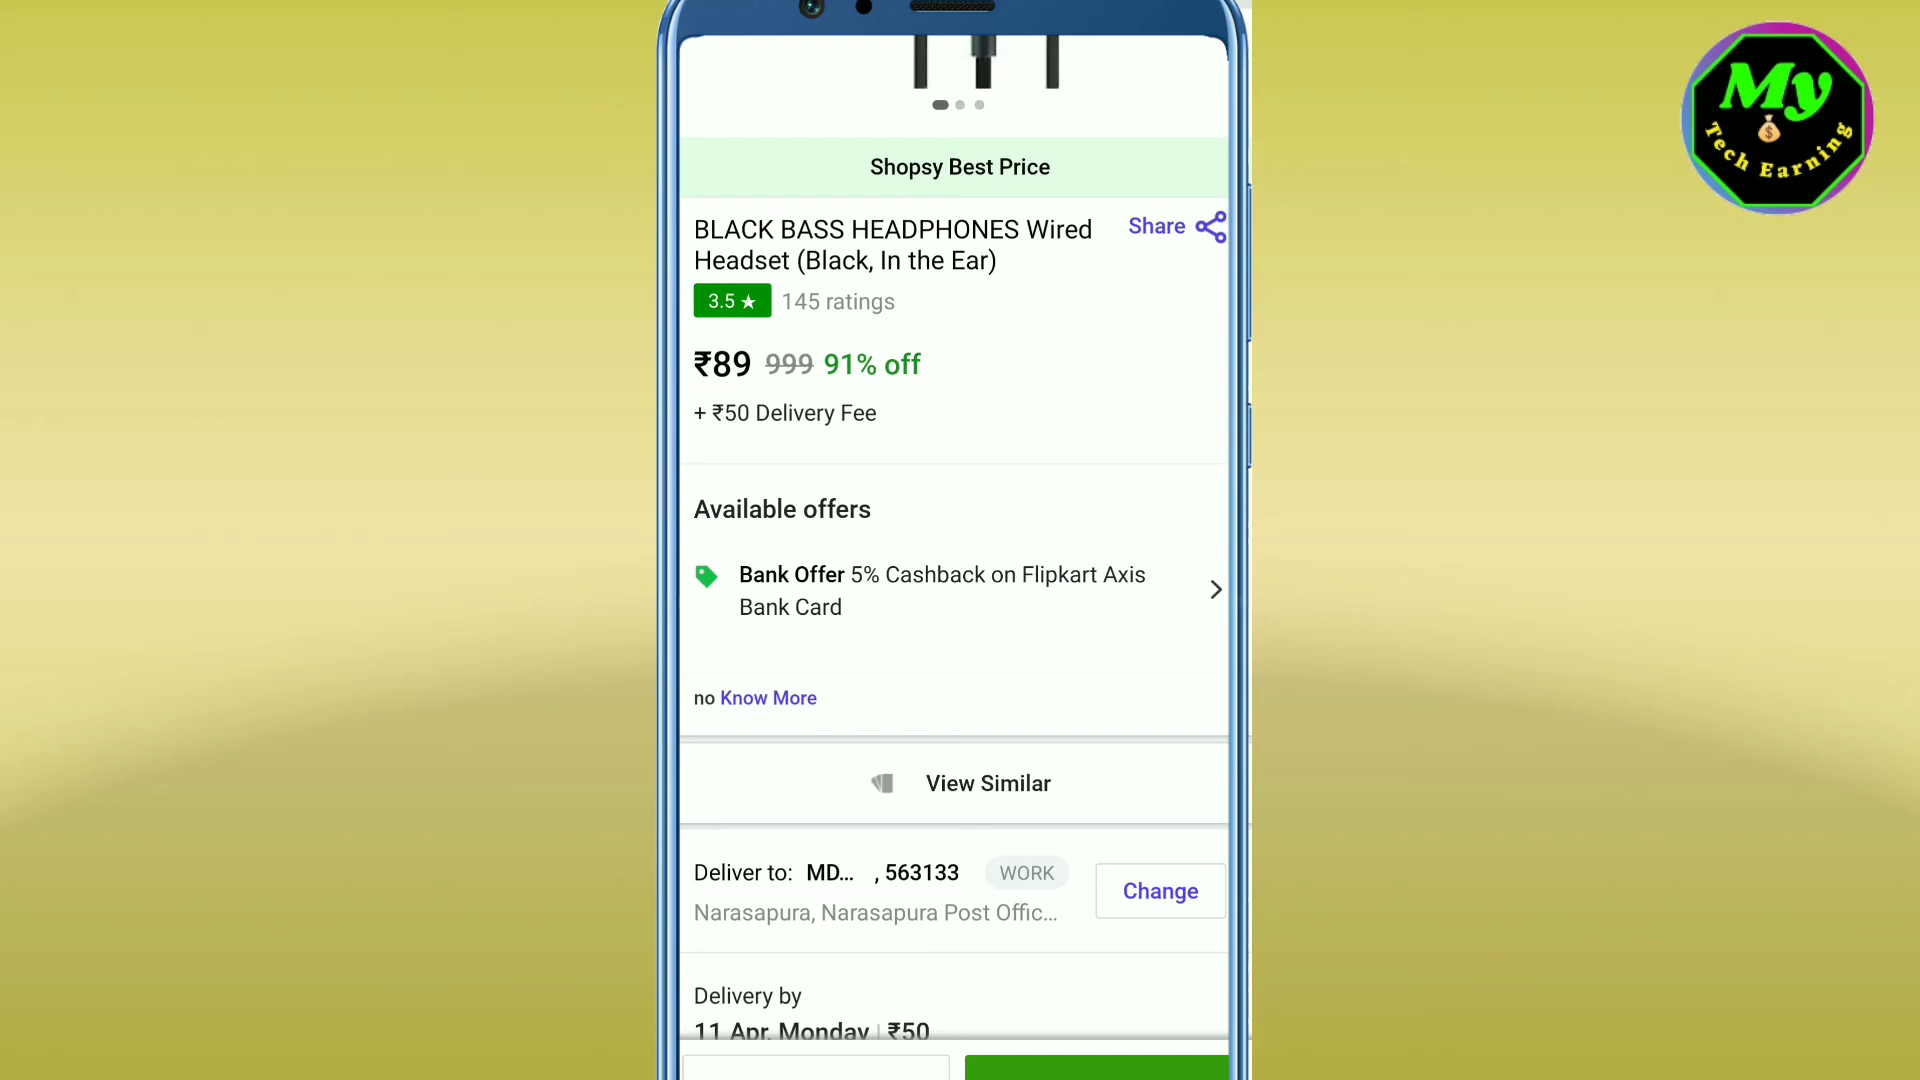 My
Tech Earning
Shopsy Best Price
BLACK BASS HEADPHONES Wired
Headset (Black, In the Ear)
Share
3.5 ★ 145 ratings
₹89 999 91% off
+ ₹50 Delivery Fee
Available offers
Bank Offer 5% Cashback on Flipkart Axis
Bank Card
no Know More
View Similar
Deliver to: MD... , 563133 WORK
Change
Narasapura, Narasapura Post Offic...
Delivery by
11 Apr, Monday | ₹50